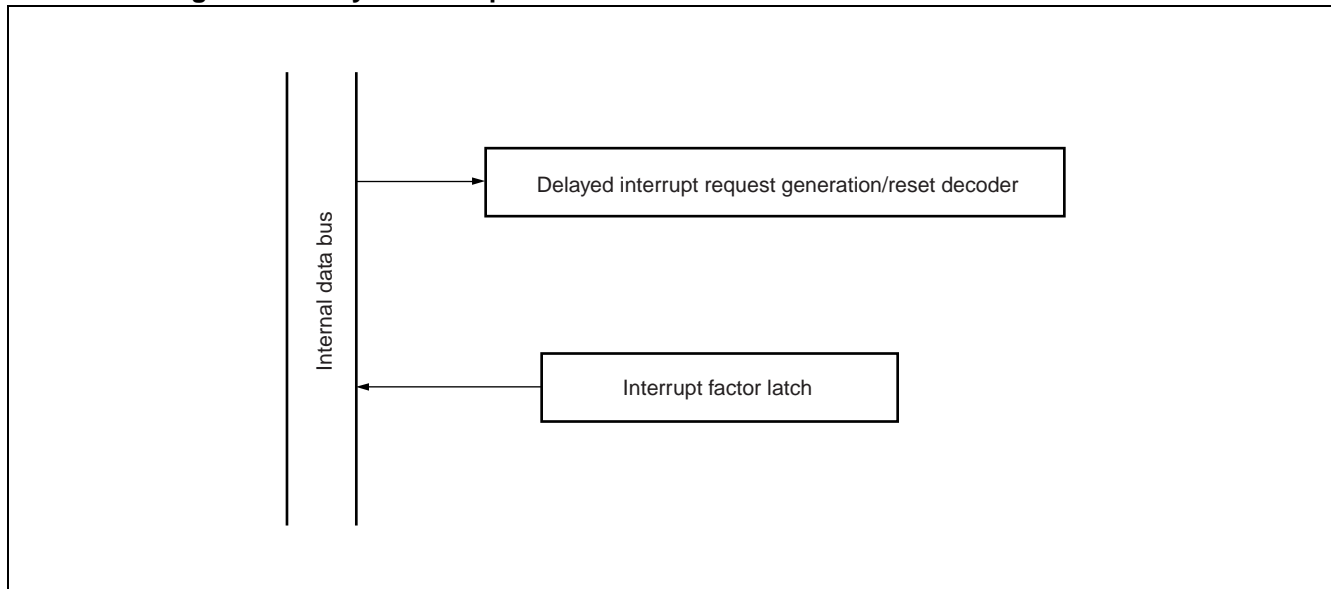 Delayed interrupt request generation/reset decoder
Internal data bus
Interrupt factor latch